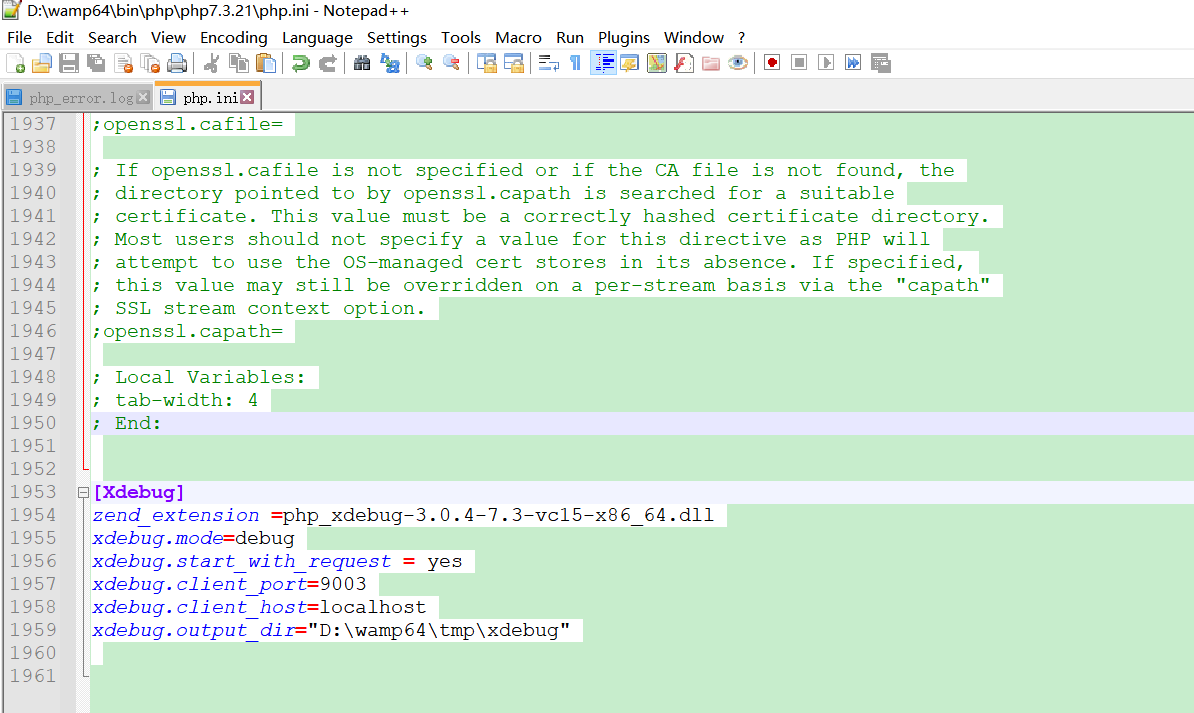 D:\wamp64\bin\php\php7.3.21\php.ini - Notepad++
File Edit Search View Encoding Language Settings Tools Macro Run Plugins Window ?
php_error.log php.ini
1937 ;openssl.cafile=
1938
1939 ; If openssl.cafile is not specified or if the CA file is not found, the
1940 ; directory pointed to by openssl.capath is searched for a suitable
1941 ; certificate. This value must be a correctly hashed certificate directory.
1942 ; Most users should not specify a value for this directive as PHP will
1943 ; attempt to use the OS-managed cert stores in its absence. If specified,
1944 ; this value may still be overridden on a per-stream basis via the "capath"
1945 ; SSL stream context option.
1946 ;openssl.capath=
1947
1948 ; Local Variables:
1949 ; tab-width: 4
1950 ; End:
1951
1952
1953 [Xdebug]
1954 zend_extension =php_xdebug-3.0.4-7.3-vc15-x86_64.dll
1955 xdebug.mode=debug
1956 xdebug.start_with_request = yes
1957 xdebug.client_port=9003
1958 xdebug.client_host=localhost
1959 xdebug.output_dir="D:\wamp64\tmp\xdebug"
1960
1961